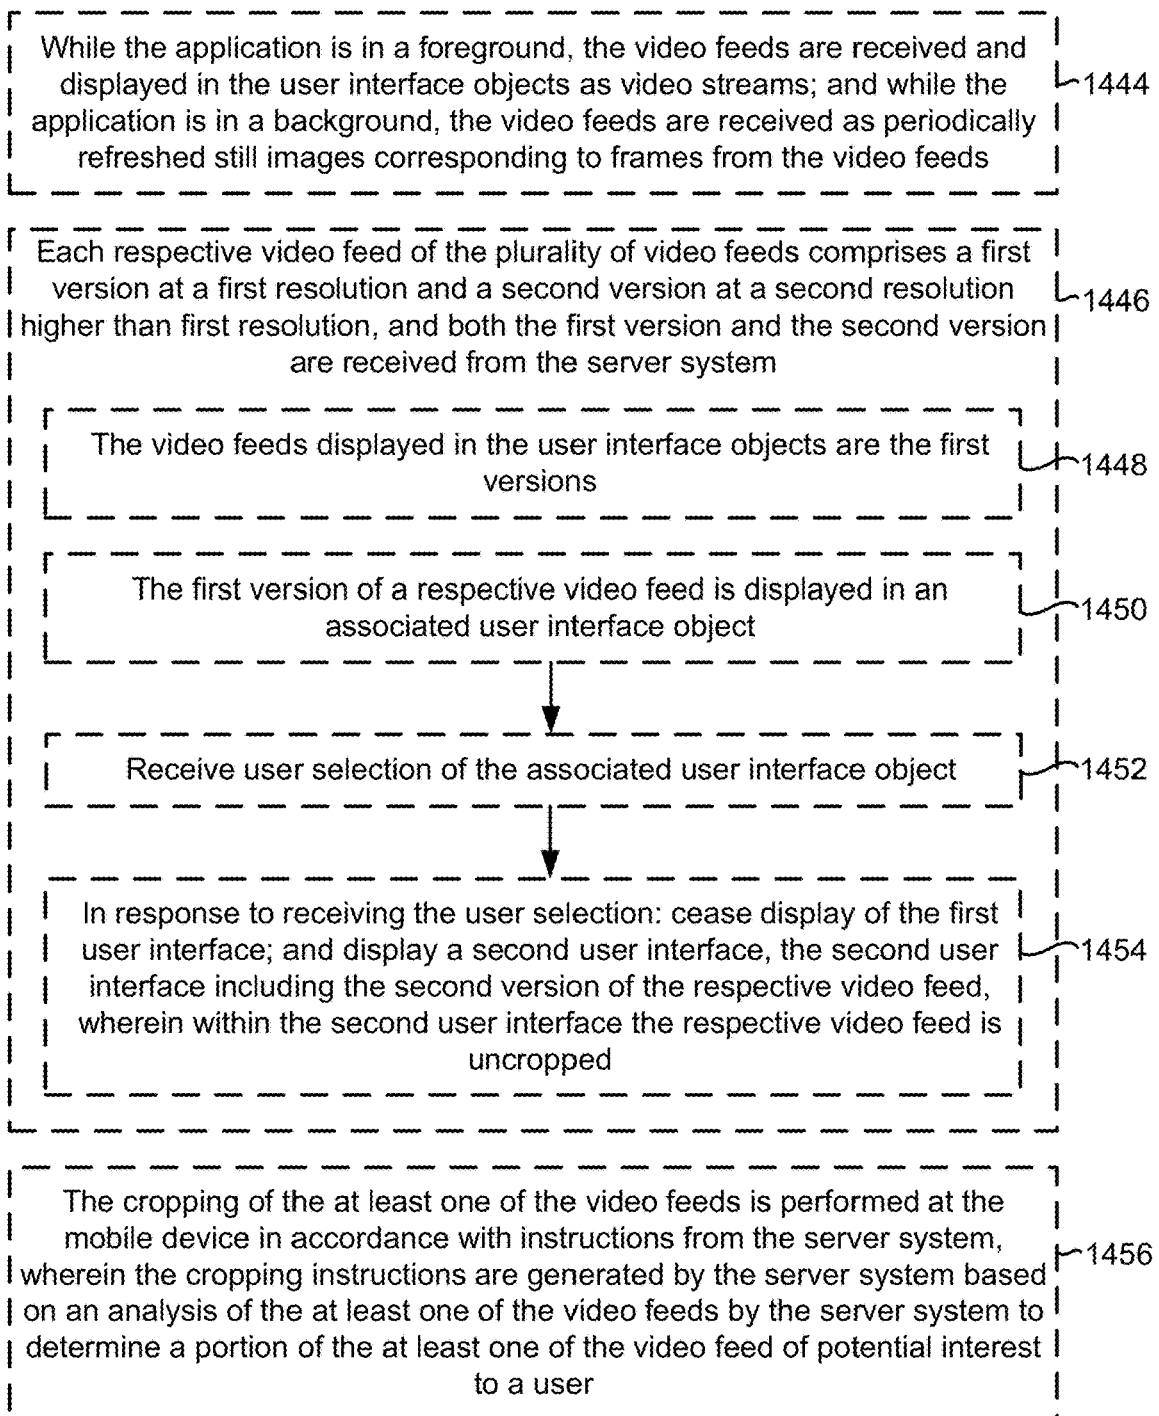 While the application is in a foreground, the video feeds are received and
displayed in the user interface objects as video streams; and while the
application is in a background, the video feeds are received as periodically
refreshed still images corresponding to frames from the video feeds
1444
Each respective video feed of the plurality of video feeds comprises a first
version at a first resolution and a second version at a second resolution
higher than first resolution, and both the first version and the second version
are received from the server system
1446
The video feeds displayed in the user interface objects are the first
versions
1448
The first version of a respective video feed is displayed in an
associated user interface object
1450
Receive user selection of the associated user interface object
1452
In response to receiving the user selection: cease display of the first
user interface; and display a second user interface, the second user
interface including the second version of the respective video feed,
wherein within the second user interface the respective video feed is
uncropped
1454
The cropping of the at least one of the video feeds is performed at the
mobile device in accordance with instructions from the server system,
wherein the cropping instructions are generated by the server system based
on an analysis of the at least one of the video feeds by the server system to
determine a portion of the at least one of the video feed of potential interest
to a user
1456